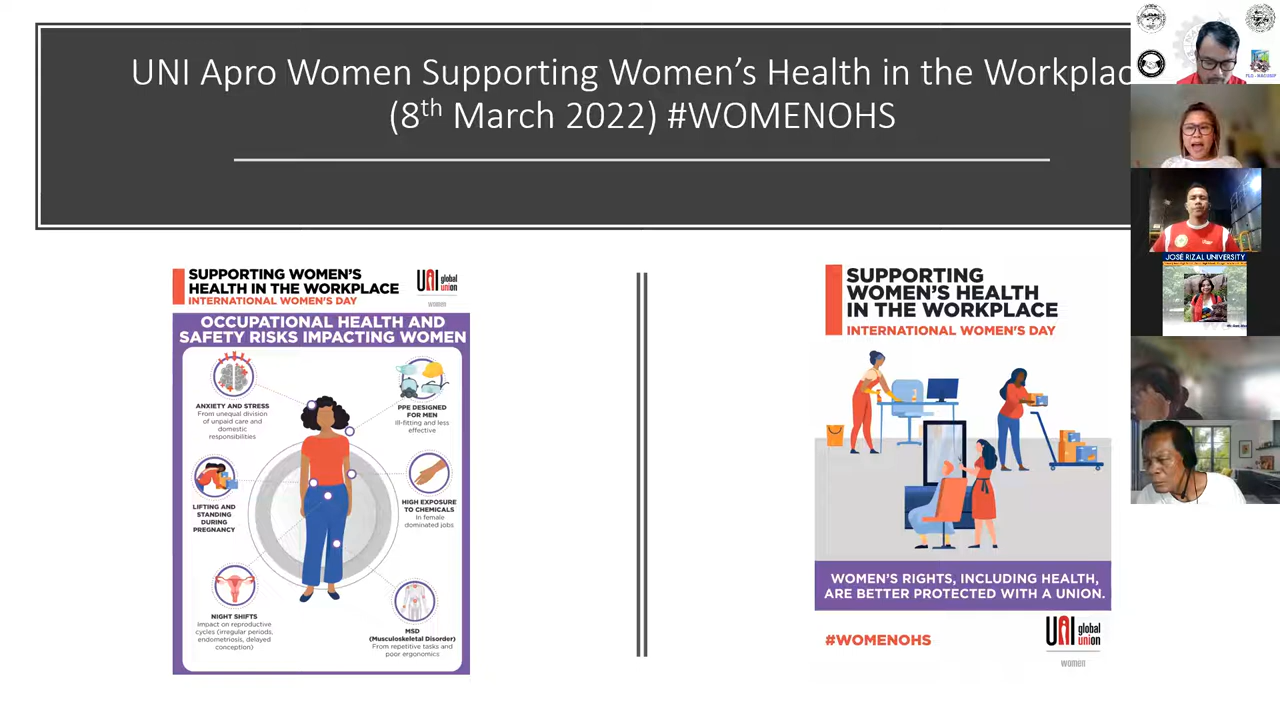 UNI Apro Women Supporting Women's Health in the Workplac
(8th March 2022) #WOMENOHS
SUPPORTING WOMEN'S
HEALTH IN THE WORKPLACE
INTERNATIONAL WOMEN'S DAY
UNI global
union
women
OCCUPATIONAL HEALTH AND
SAFETY RISKS IMPACTING WOMEN
ANXIETY AND STRESS
From unequal division
of unpaid care and
domestic
responsibilities
PPE DESIGNED
FOR MEN
ill-fitting and less
effective
LIFTING AND
STANDING
DURING
PREGNANCY
HIGH EXPOSURE
TO CHEMICALS
In female
dominated jobs
NIGHT SHIFTS
Impact on reproductive
cycles (irregular periods,
endometriosis, delayed
conception)
MSD
(Musculoskeletal Disorder)
From repetitive tasks and
poor ergonomics
SUPPORTING
WOMEN'S HEALTH
IN THE WORKPLACE
INTERNATIONAL WOMEN'S DAY
WOMEN'S RIGHTS, INCLUDING HEALTH,
ARE BETTER PROTECTED WITH A UNION.
#WOMENOHS
UNI global
union
women
JOSÉ RIZAL UNIVERSITY